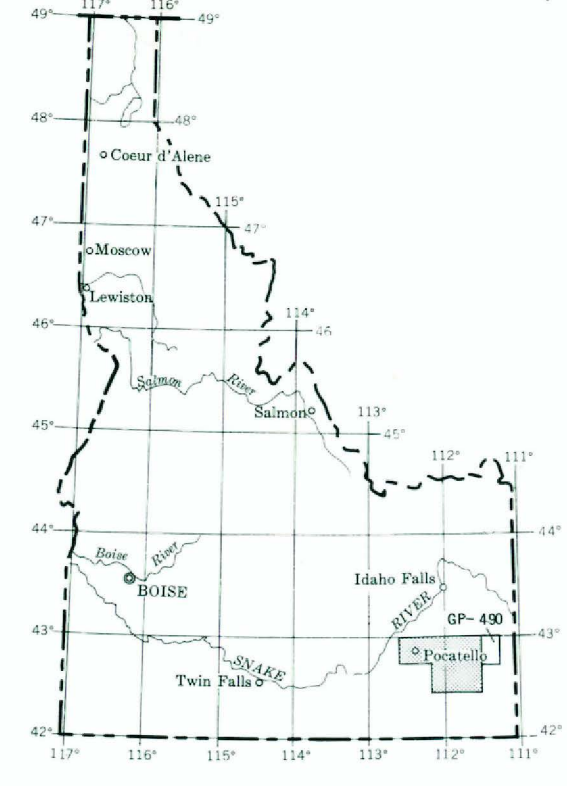 117° 116°
49° 49°
48° 48°
Coeur d'Alene
115°
47° 47°
Moscow
Lewiston
114°
46° 46
Salmon River
Salmon
113°
45° 45°
112° 111°
44° 44°
Boise River
BOISE
Idaho Falls
RIVER
GP-490
43° 43°
Pocatello
SNAKE
Twin Falls
42° 42°
117° 116° 115° 114° 113° 112° 111°